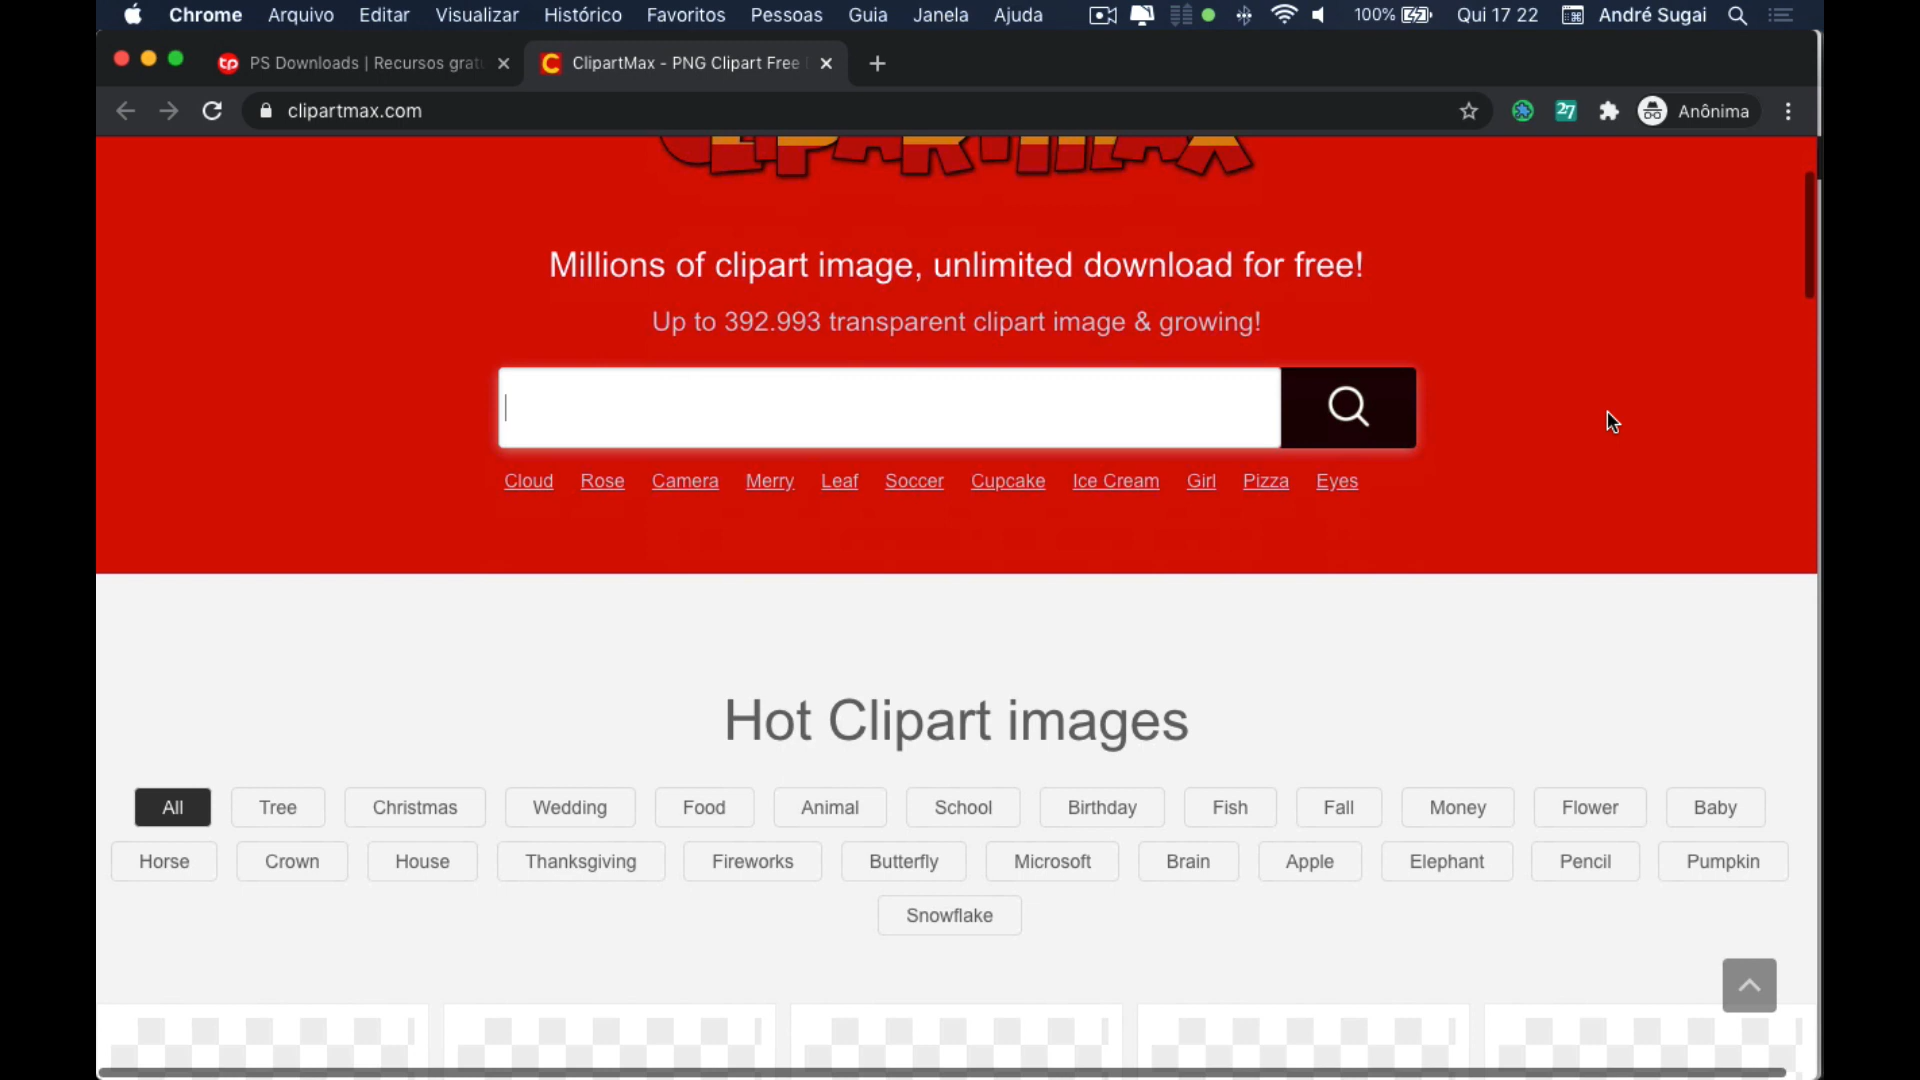 Chrome Arquivo Editar Visualizar Histórico Favoritos Pessoas Guia Janela Ajuda 100% Qui 17 22 André Sugai
tp PS Downloads | Recursos gratu C ClipartMax - PNG Clipart Free
clipartmax.com 27 Anônima
CLIPARTMAX
Millions of clipart image, unlimited download for free!
Up to 392.993 transparent clipart image & growing!
Cloud Rose Camera Merry Leaf Soccer Cupcake Ice Cream Girl Pizza Eyes
Hot Clipart images
All Tree Christmas Wedding Food Animal School Birthday Fish Fall Money Flower Baby
Horse Crown House Thanksgiving Fireworks Butterfly Microsoft Brain Apple Elephant Pencil Pumpkin
Snowflake